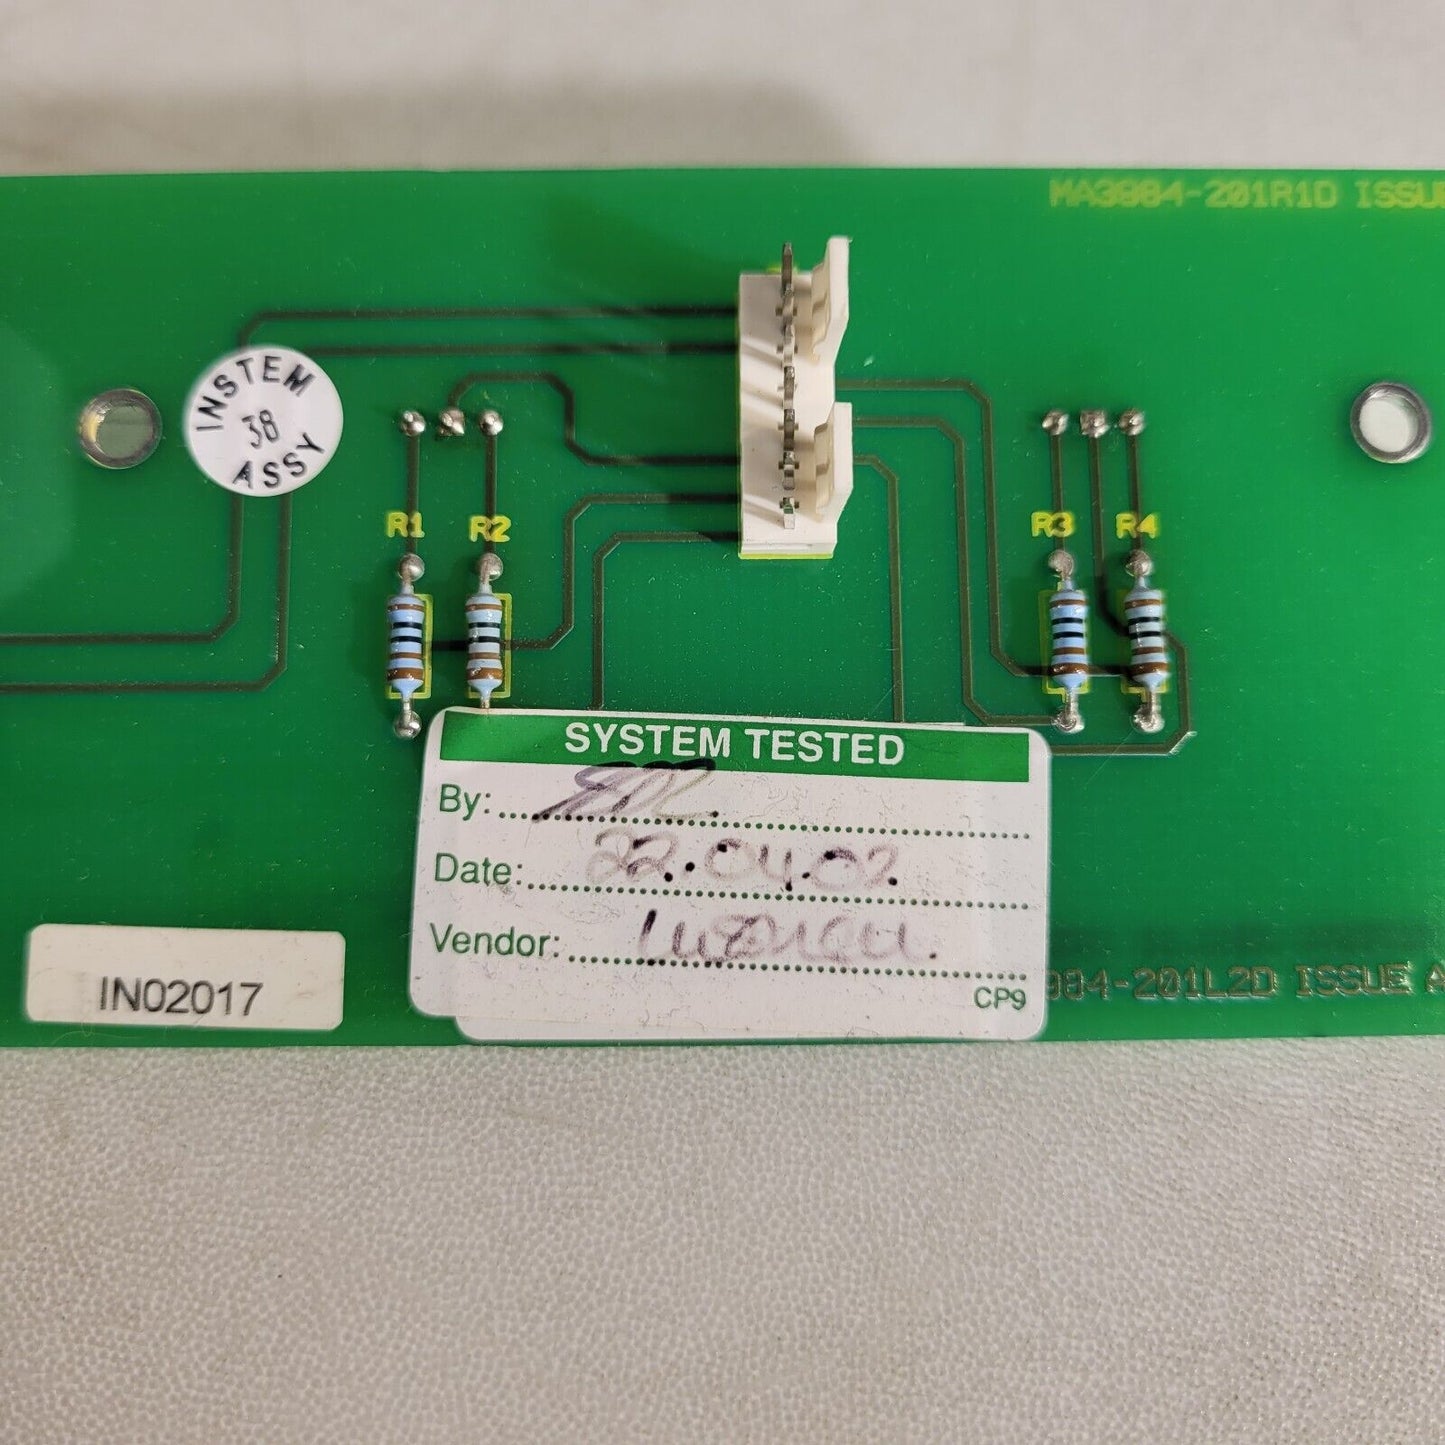 MA3984-201R1D ISSUE
INSTEM
38
ASSY
R1
R2
R3
R4
SYSTEM TESTED
By:
Date: 22.04.02
Vendor:
CP9
IN02017
984-201L2D ISSUE A